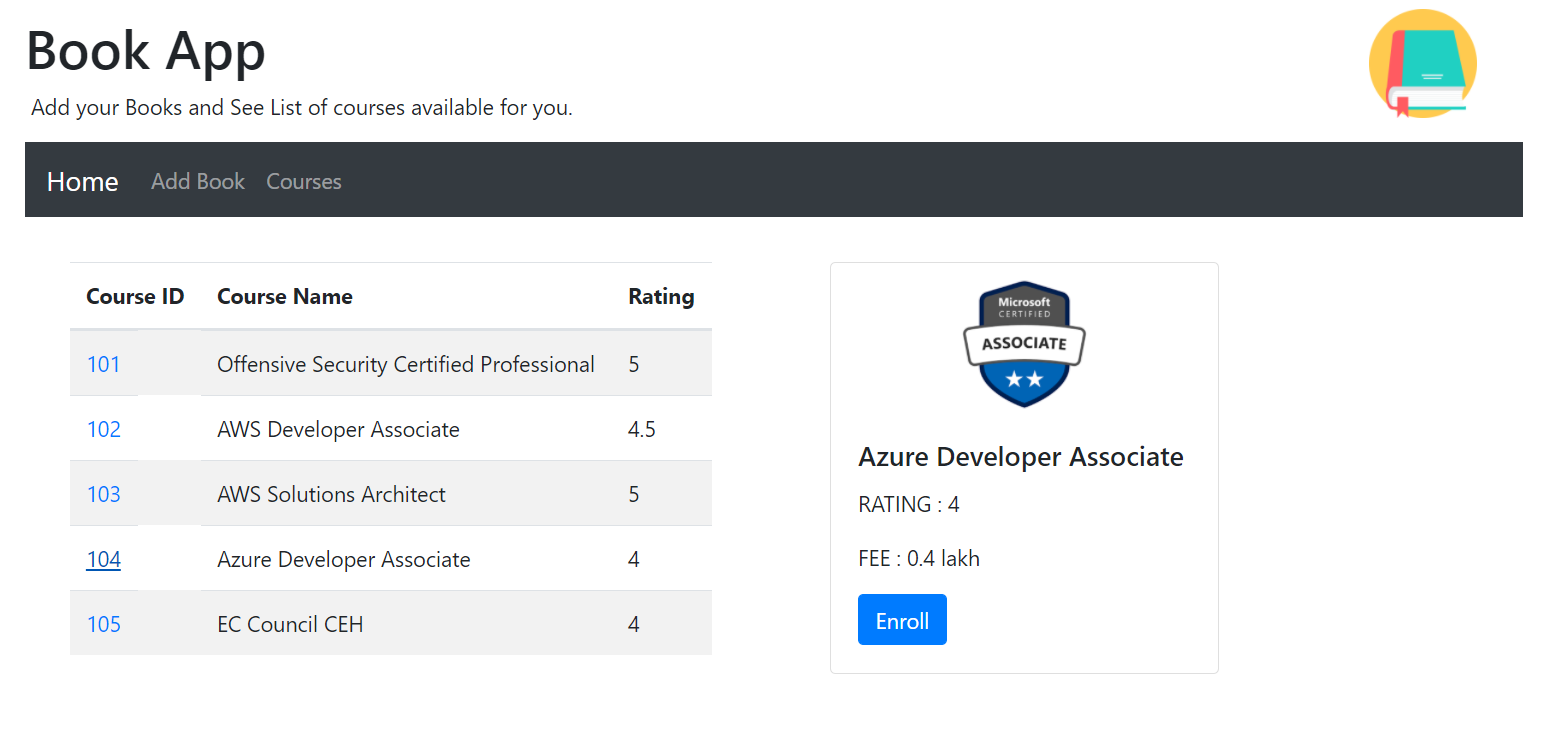 Book App
Add your Books and See List of courses available for you.
Home Add Book Courses
Course ID Course Name Rating
101 Offensive Security Certified Professional 5
102 AWS Developer Associate 4.5
103 AWS Solutions Architect 5
104 Azure Developer Associate 4
105 EC Council CEH 4
Microsoft
CERTIFIED
ASSOCIATE
Azure Developer Associate
RATING : 4
FEE : 0.4 lakh
Enroll